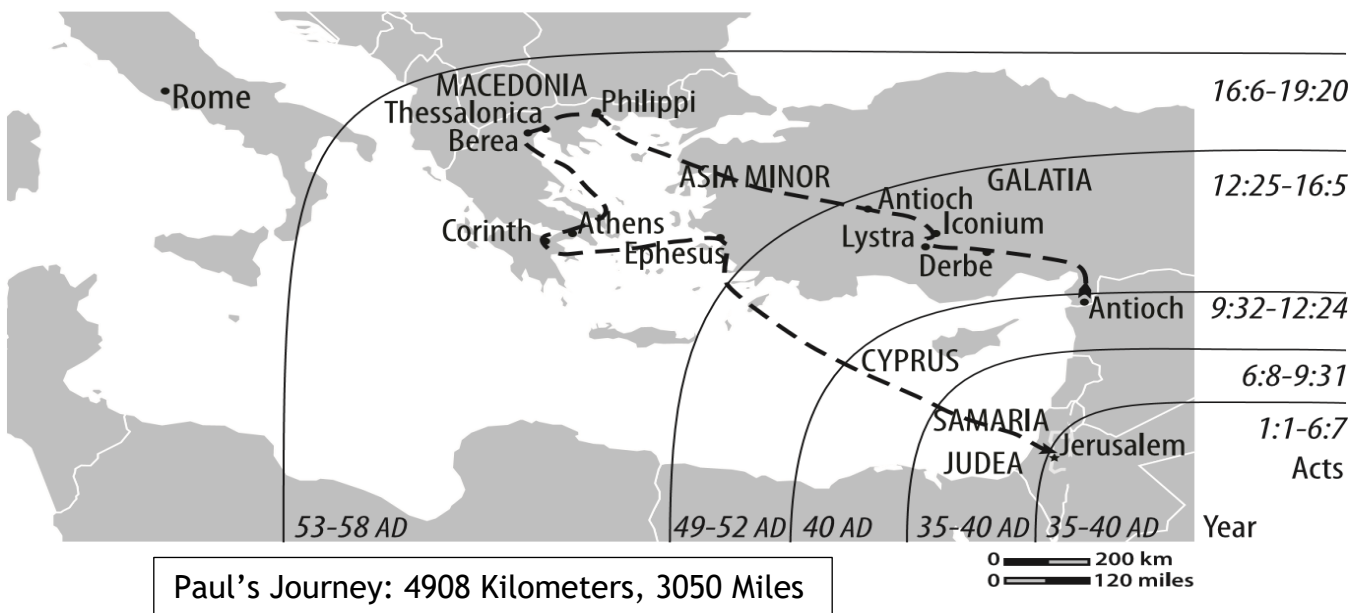 16:6-19:20
MACEDONIA
Rome
Thessalonica
Philippi
Berea
12:25-16:5
ASIA MINOR
GALATIA
Antioch
Iconium
Corinth
Athens
Lystra
Ephesus
Derbe
Antioch
9:32-12:24
CYPRUS
6:8-9:31
SAMARIA
1:1-6:7
Jerusalem
JUDEA
Acts
53-58 AD
49-52 AD
40 AD
35-40 AD
35-40 AD
Year
0 200 km
0 120 miles
Paul's Journey: 4908 Kilometers, 3050 Miles